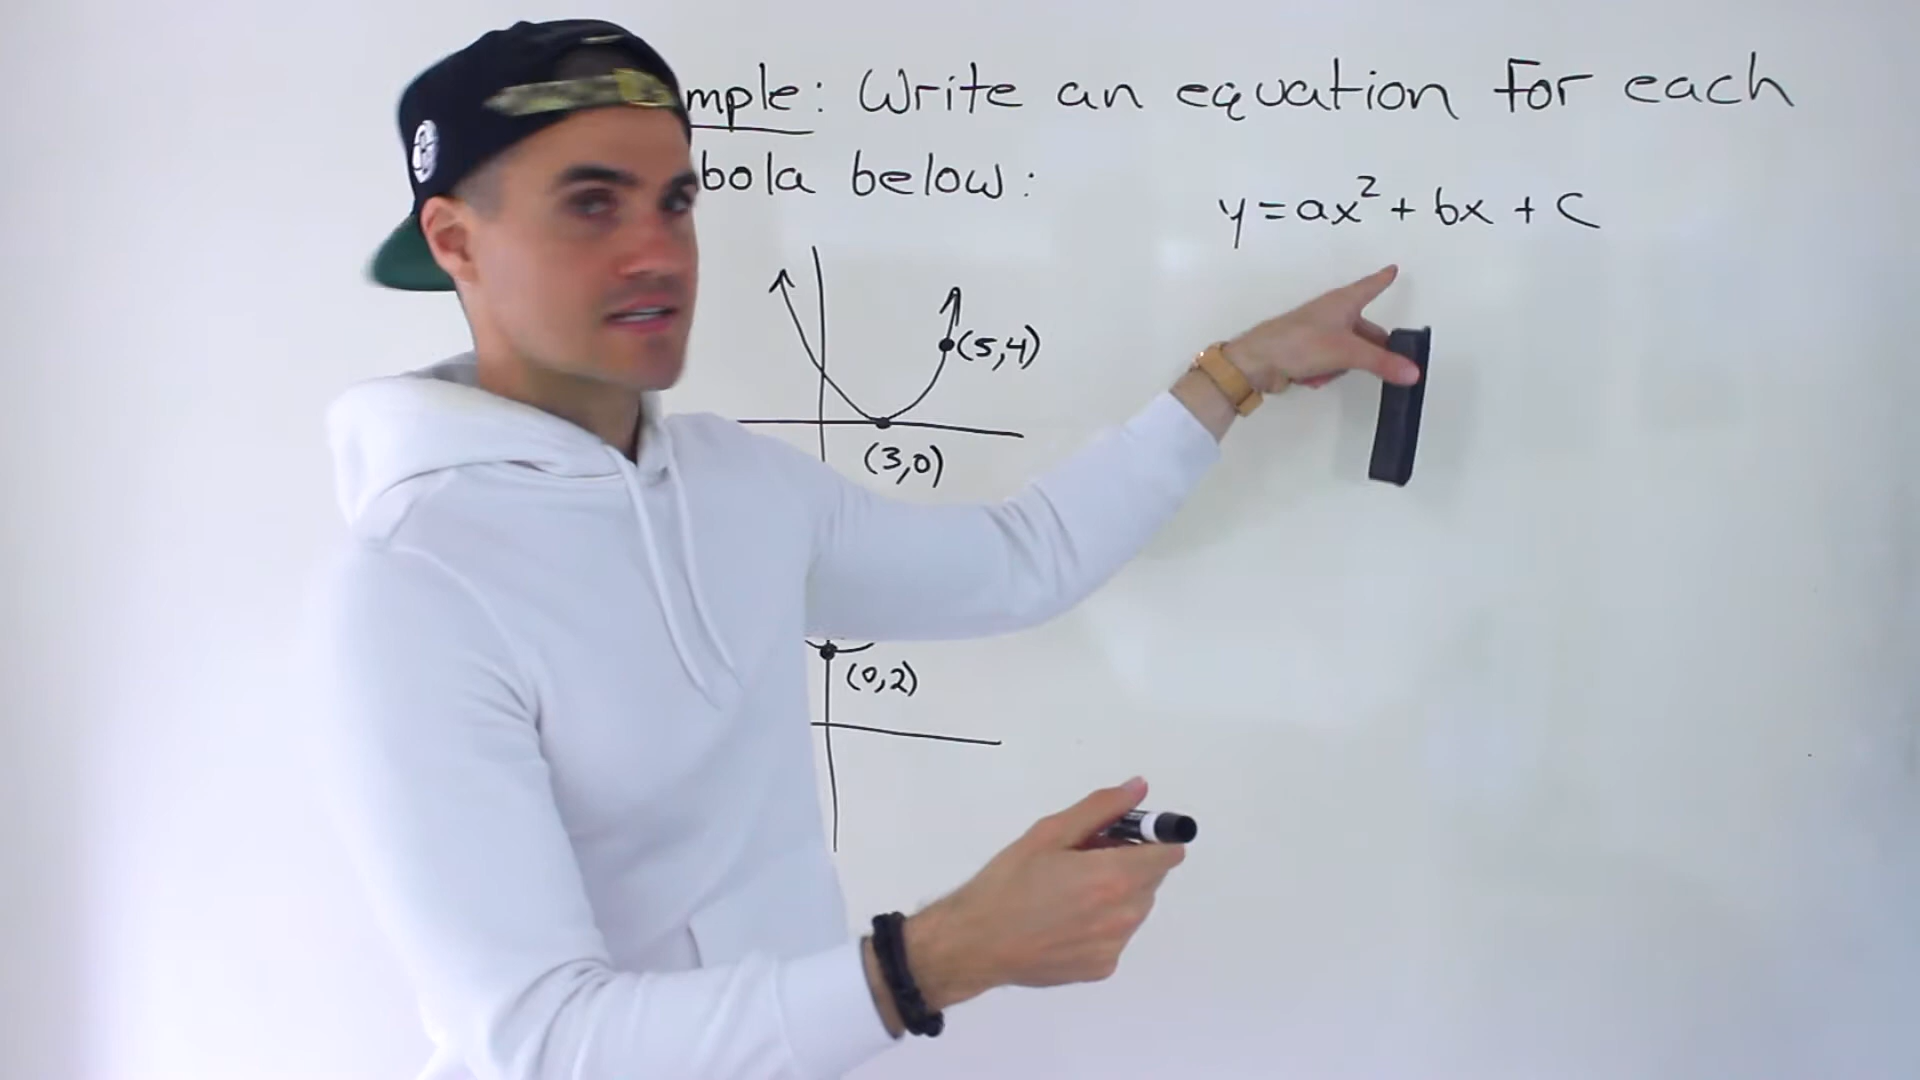 mple: Write an equation for each
bola below:
y = ax² + bx + c
(5,4)
(3,0)
(0,2)